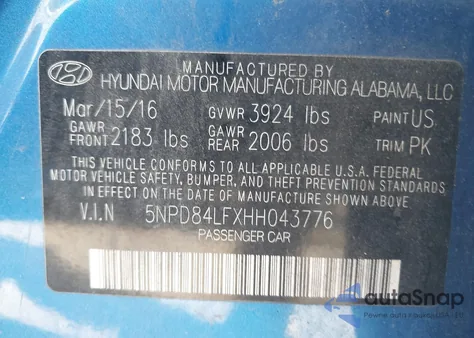 MANUFACTURED BY
HYUNDAI MOTOR MANUFACTURING ALABAMA, LLC
Mar/15/16 GVWR 3924 lbs PAINT US
GAWR FRONT 2183 lbs GAWR REAR 2006 lbs TRIM PK
THIS VEHICLE CONFORMS TO ALL APPLICABLE U.S.A. FEDERAL
MOTOR VEHICLE SAFETY, BUMPER, AND THEFT PREVENTION STANDARDS
IN EFFECT ON THE DATE OF MANUFACTURE SHOWN ABOVE.
V.I.N 5NPD84LFXHH043776
PASSENGER CAR
autoSnap